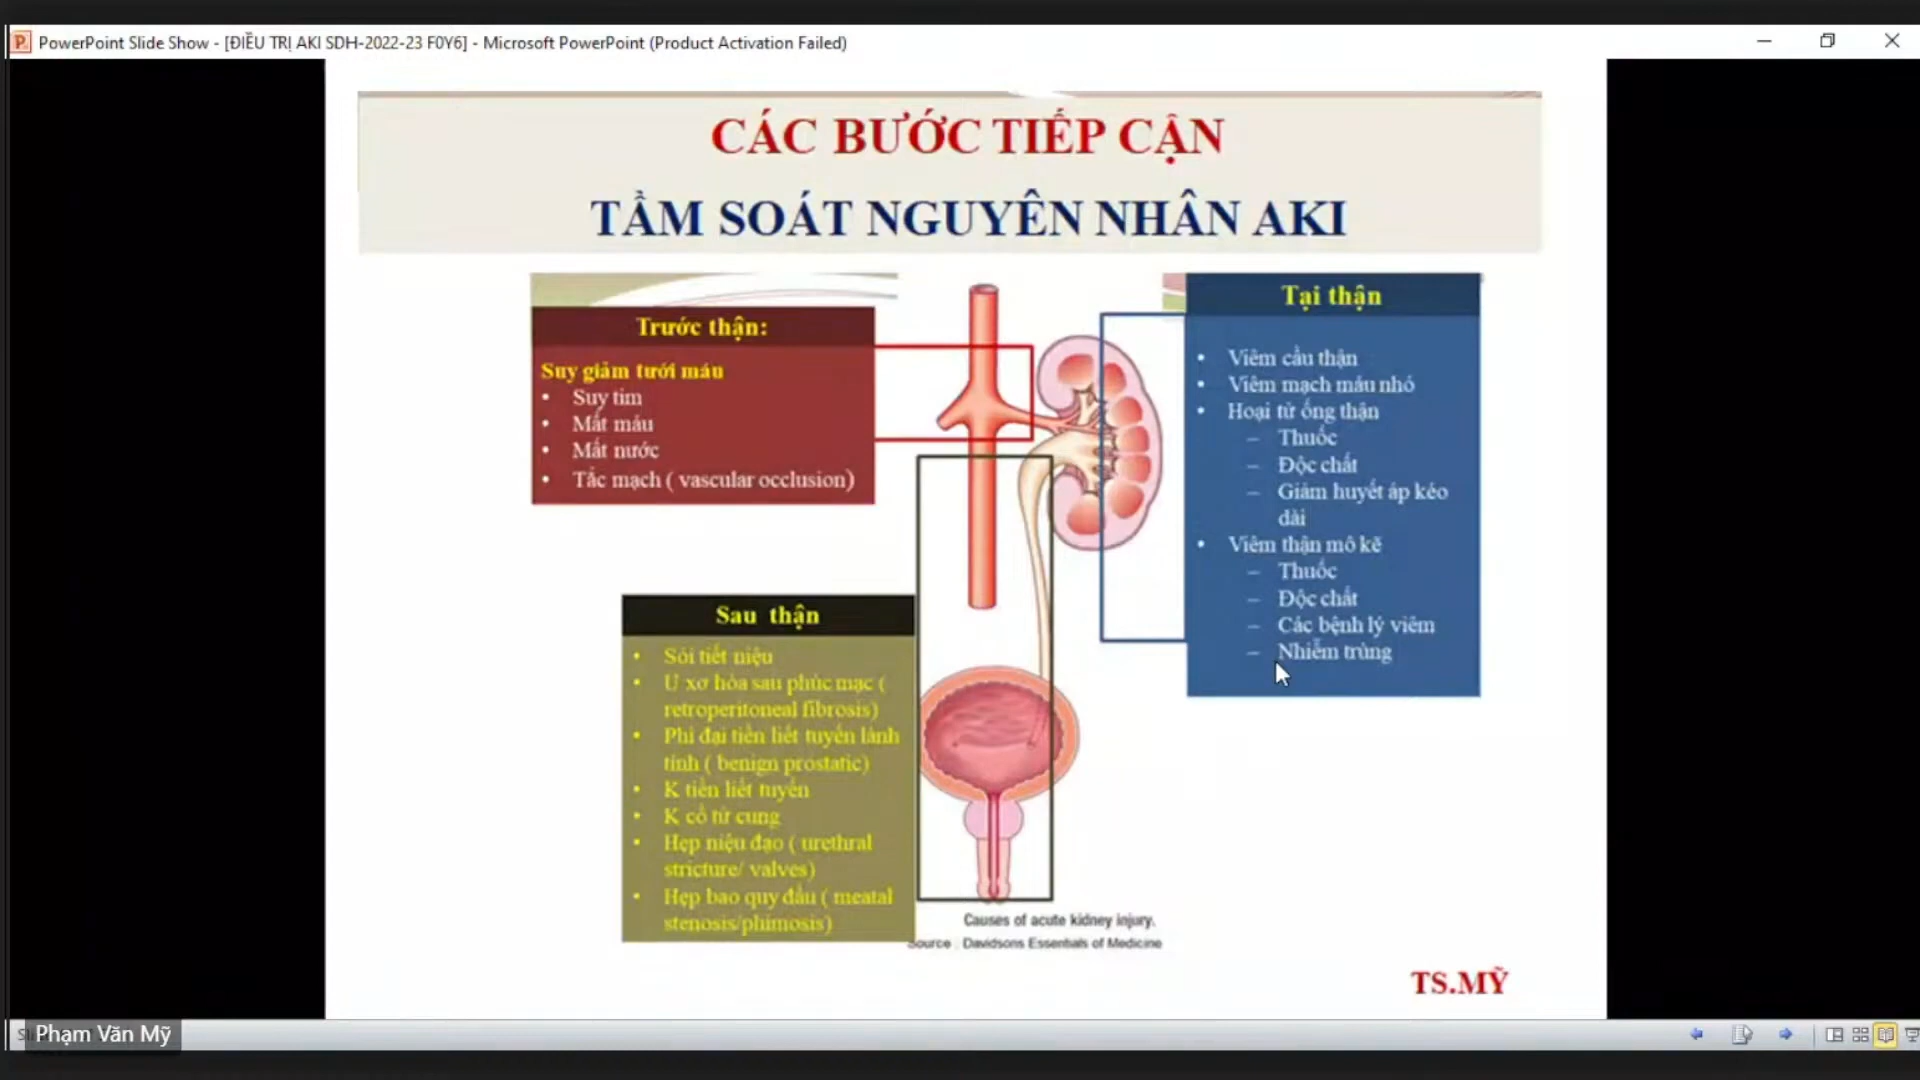 PowerPoint Slide Show - [ĐIỀU TRỊ AKI SDH-2022-23 F0Y6] - Microsoft PowerPoint (Product Activation Failed)
CÁC BƯỚC TIẾP CẬN
TẦM SOÁT NGUYÊN NHÂN AKI
Trước thận:
Suy giảm tưới máu
• Suy tim
• Mất máu
• Mất nước
• Tắc mạch ( vascular occlusion)
Tại thận
• Viêm cầu thận
• Viêm mạch máu nhỏ
• Hoại tử ống thận
– Thuốc
– Độc chất
– Giảm huyết áp kéo
dài
• Viêm thận mô kẽ
– Thuốc
– Độc chất
– Các bệnh lý viêm
– Nhiễm trùng
Sau thận
• Sỏi tiết niệu
• U xơ hóa sau phúc mạc (
retroperitoneal fibrosis)
• Phì đại tiền liết tuyến lành
tính ( benign prostatic)
• K tiền liết tuyến
• K cổ tử cung
• Hẹp niệu đạo ( urethral
stricture/ valves)
• Hẹp bao quy đầu ( meatal
stenosis/phimosis)
Causes of acute kidney injury.
Source : Davidsons Essentials of Medicine
TS.MỸ
Phạm Văn Mỹ